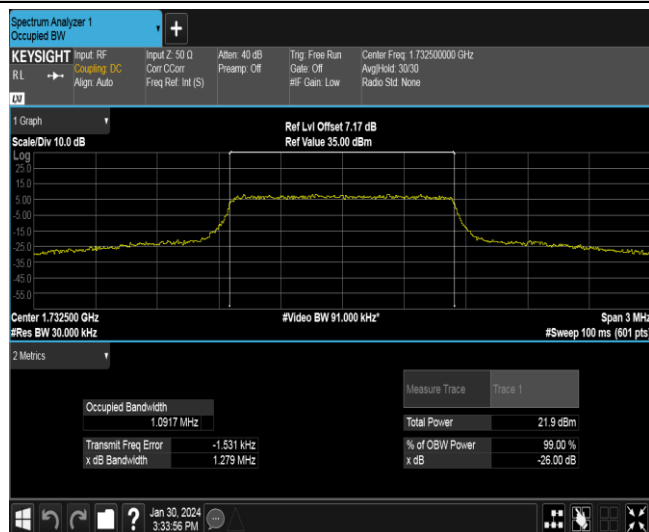 Spectrum Analyzer 1
Occupied BW
+
KEYSIGHT Input: RF Input Z: 50 Ω Atten: 40 dB Trig: Free Run Center Freq: 1.732500000 GHz
RL Coupling: DC Corr CCorr Preamp: Off Gate: Off Avg|Hold: 30/30
Align: Auto Freq Ref: Int (S) #IF Gain: Low Radio Std: None
LXI
1 Graph
Ref Lvl Offset 7.17 dB
Scale/Div 10.0 dB Ref Value 35.00 dBm
Log
25.0
15.0
5.00
-5.00
-15.0
-25.0
-35.0
-45.0
-55.0
Center 1.732500 GHz #Video BW 91.000 kHz* Span 3 MHz
#Res BW 30.000 kHz #Sweep 100 ms (601 pts)
2 Metrics
Measure Trace Trace 1
Occupied Bandwidth
1.0917 MHz
Total Power 21.9 dBm
Transmit Freq Error -1.531 kHz % of OBW Power 99.00 %
x dB Bandwidth 1.279 MHz x dB -26.00 dB
? Jan 30, 2024
3:33:56 PM